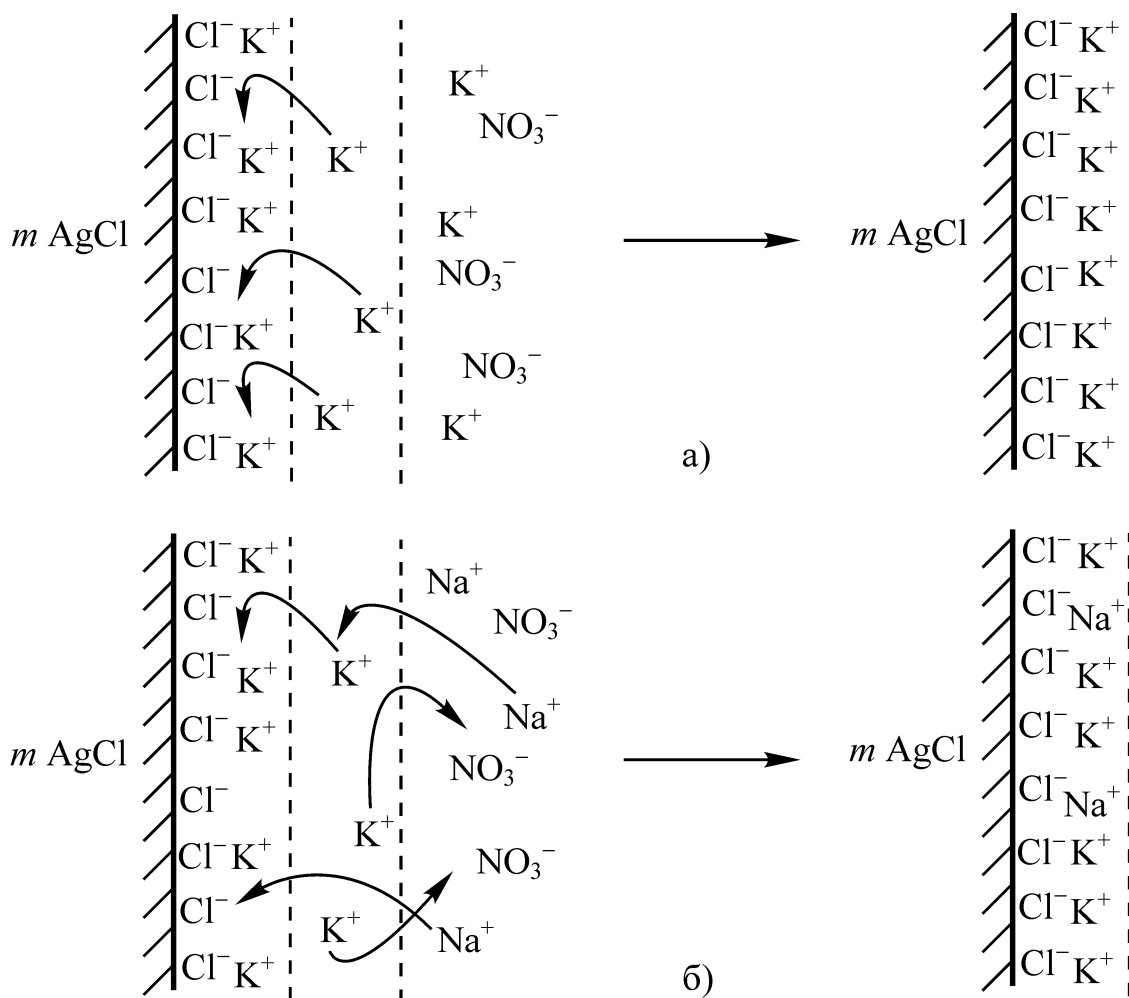 Cl⁻ K⁺ Cl⁻ K⁺
Cl⁻ K⁺ Cl⁻ K⁺
NO₃⁻
Cl⁻ K⁺ K⁺ Cl⁻ K⁺
Cl⁻ K⁺ K⁺ Cl⁻ K⁺
m AgCl m AgCl
Cl⁻ NO₃⁻ Cl⁻ K⁺
K⁺
Cl⁻ K⁺ Cl⁻ K⁺
NO₃⁻
Cl⁻ K⁺ Cl⁻ K⁺
K⁺
Cl⁻ K⁺ а) Cl⁻ K⁺
Cl⁻ K⁺ Cl⁻ K⁺
Na⁺
Cl⁻ NO₃⁻ Cl⁻ Na⁺
Cl⁻ K⁺ K⁺ Cl⁻ K⁺
Na⁺
Cl⁻ K⁺ Cl⁻ K⁺
m AgCl NO₃⁻ m AgCl
Cl⁻ Cl⁻ Na⁺
K⁺
Cl⁻ K⁺ NO₃⁻ Cl⁻ K⁺
Cl⁻ Cl⁻ K⁺
K⁺ Na⁺
Cl⁻ K⁺ б) Cl⁻ K⁺